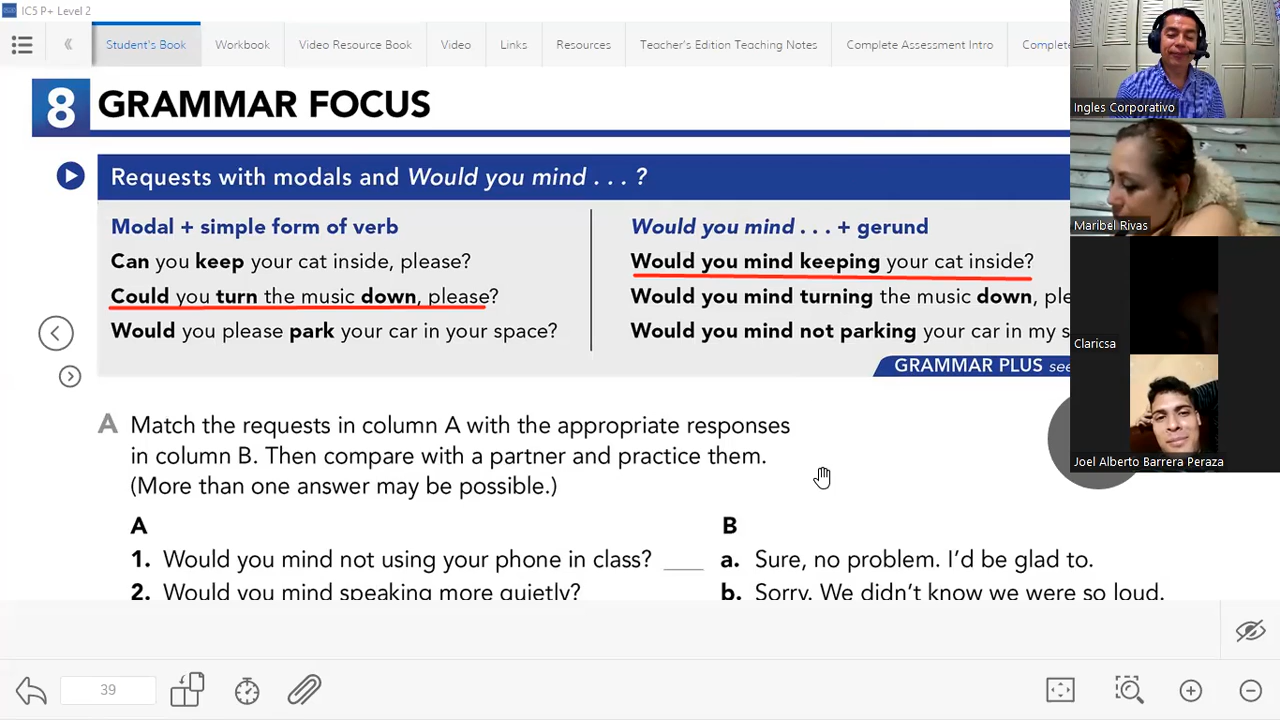 IC5 P+ Level 2
Student's Book
Workbook
Video Resource Book
Video
Links
Resources
Teacher's Edition Teaching Notes
Complete Assessment Intro
Complete
8 GRAMMAR FOCUS
Requests with modals and Would you mind . . . ?
Modal + simple form of verb
Can you keep your cat inside, please?
Could you turn the music down, please?
Would you please park your car in your space?
Would you mind . . . + gerund
Would you mind keeping your cat inside?
Would you mind turning the music down, ple
Would you mind not parking your car in my s
GRAMMAR PLUS see
A Match the requests in column A with the appropriate responses
in column B. Then compare with a partner and practice them.
(More than one answer may be possible.)
A
1. Would you mind not using your phone in class? ____
2. Would you mind speaking more quietly?
B
a. Sure, no problem. I'd be glad to.
b. Sorry. We didn't know we were so loud.
39
Ingles Corporativo
Maribel Rivas
Claricsa
Joel Alberto Barrera Peraza